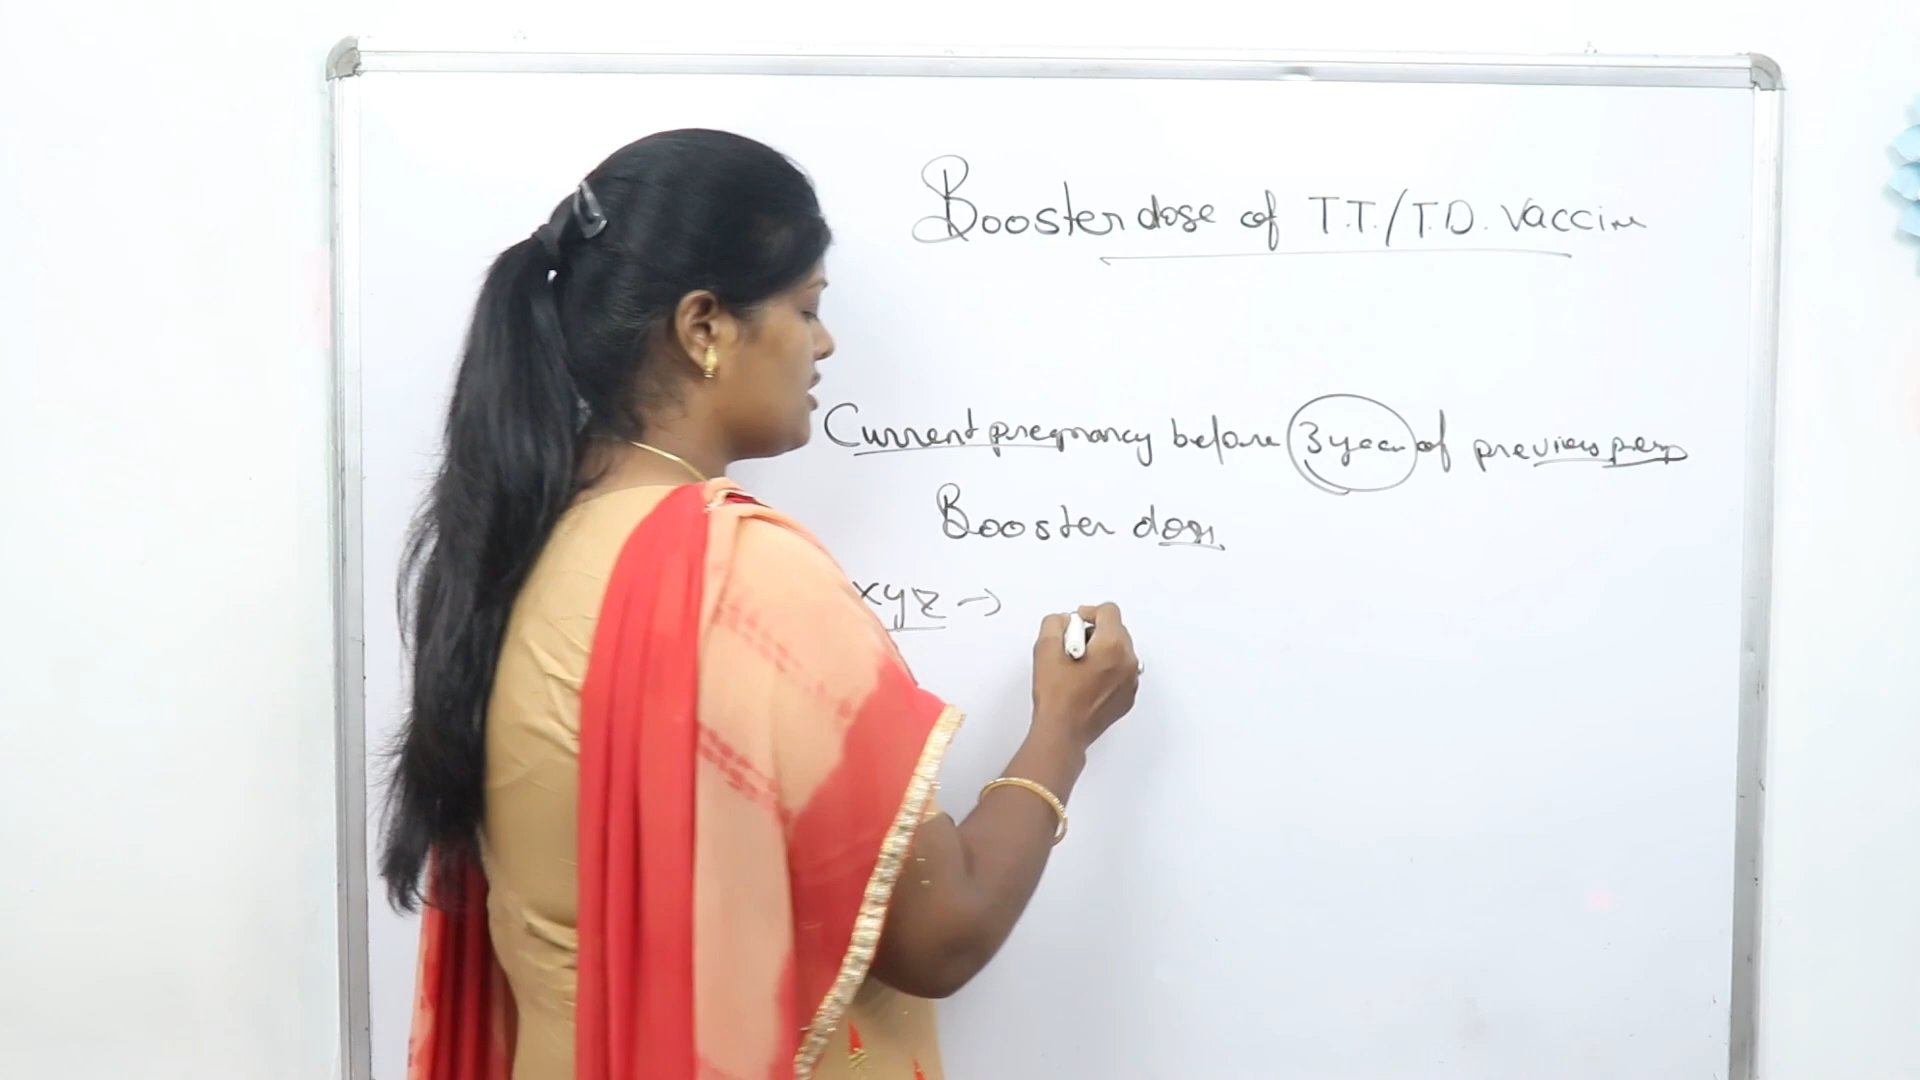 Booster dose of T.T./T.D. Vaccine
Current pregnancy before 3 year of previous preg
Booster dose
xyz →